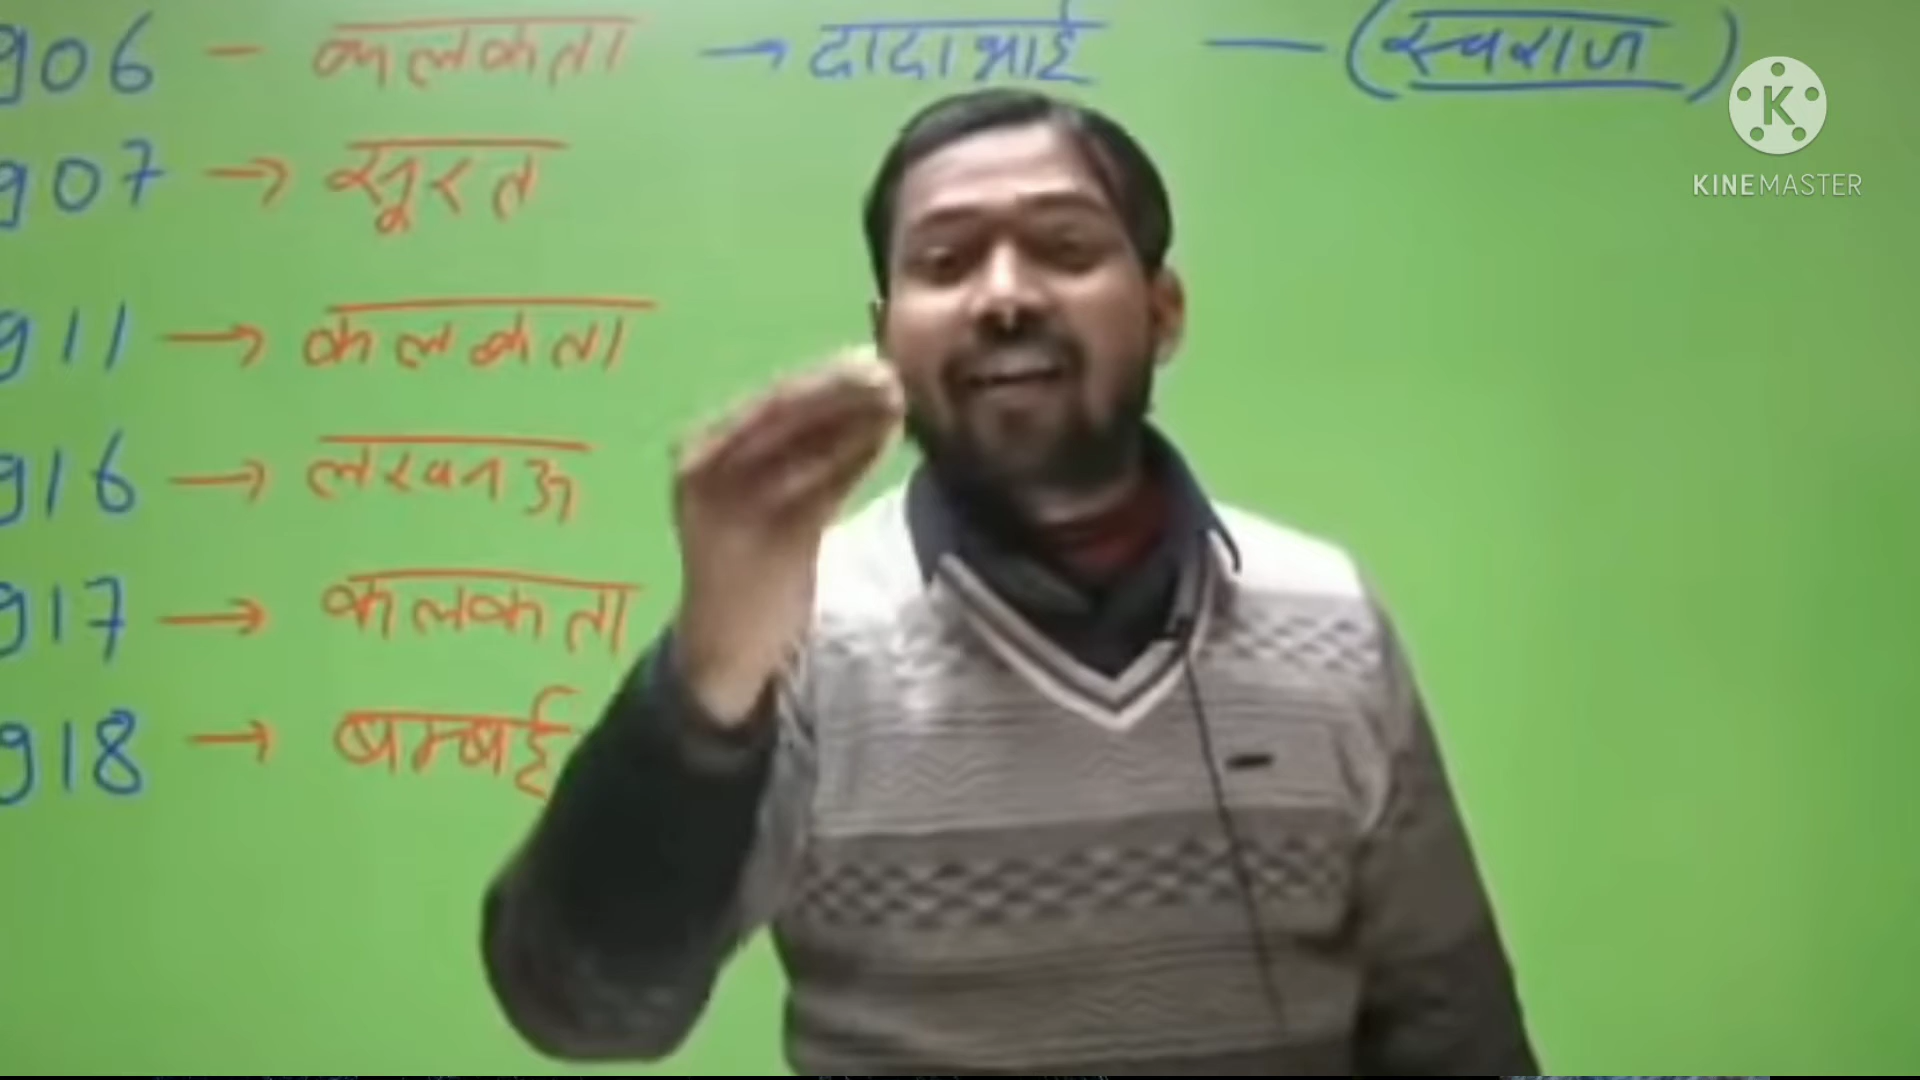 906 - कलकता → दादा भाई — (स्वराज)
K
KINEMASTER
907 → सूरत
911 → कलकता
916 → लखनऊ
917 → कलकता
918 → बम्बई